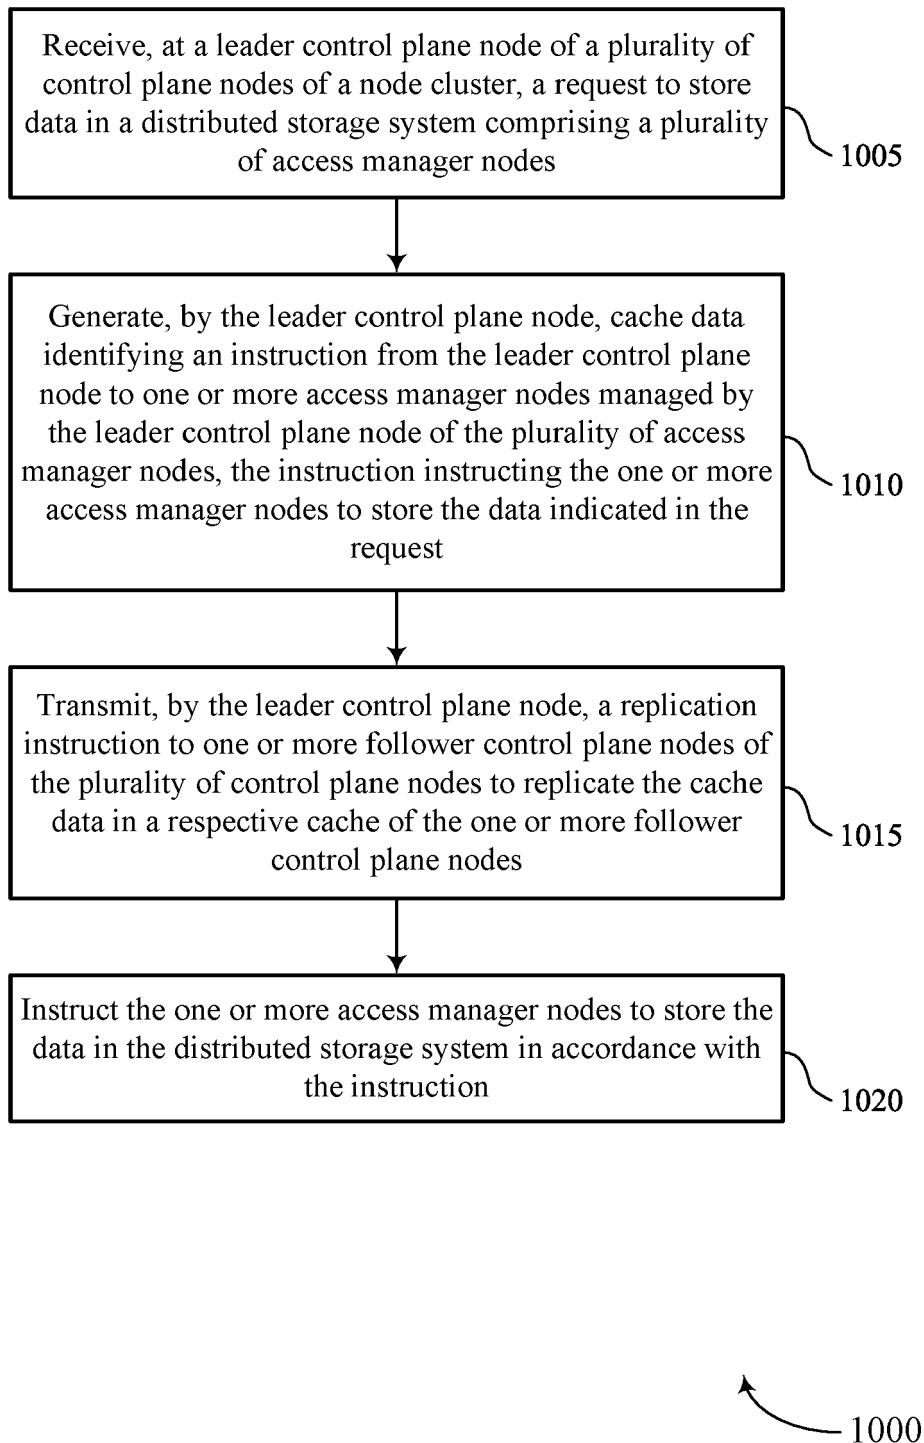 Receive, at a leader control plane node of a plurality of
control plane nodes of a node cluster, a request to store
data in a distributed storage system comprising a plurality
of access manager nodes
1005
Generate, by the leader control plane node, cache data
identifying an instruction from the leader control plane
node to one or more access manager nodes managed by
the leader control plane node of the plurality of access
manager nodes, the instruction instructing the one or more
access manager nodes to store the data indicated in the
request
1010
Transmit, by the leader control plane node, a replication
instruction to one or more follower control plane nodes of
the plurality of control plane nodes to replicate the cache
data in a respective cache of the one or more follower
control plane nodes
1015
Instruct the one or more access manager nodes to store the
data in the distributed storage system in accordance with
the instruction
1020
1000